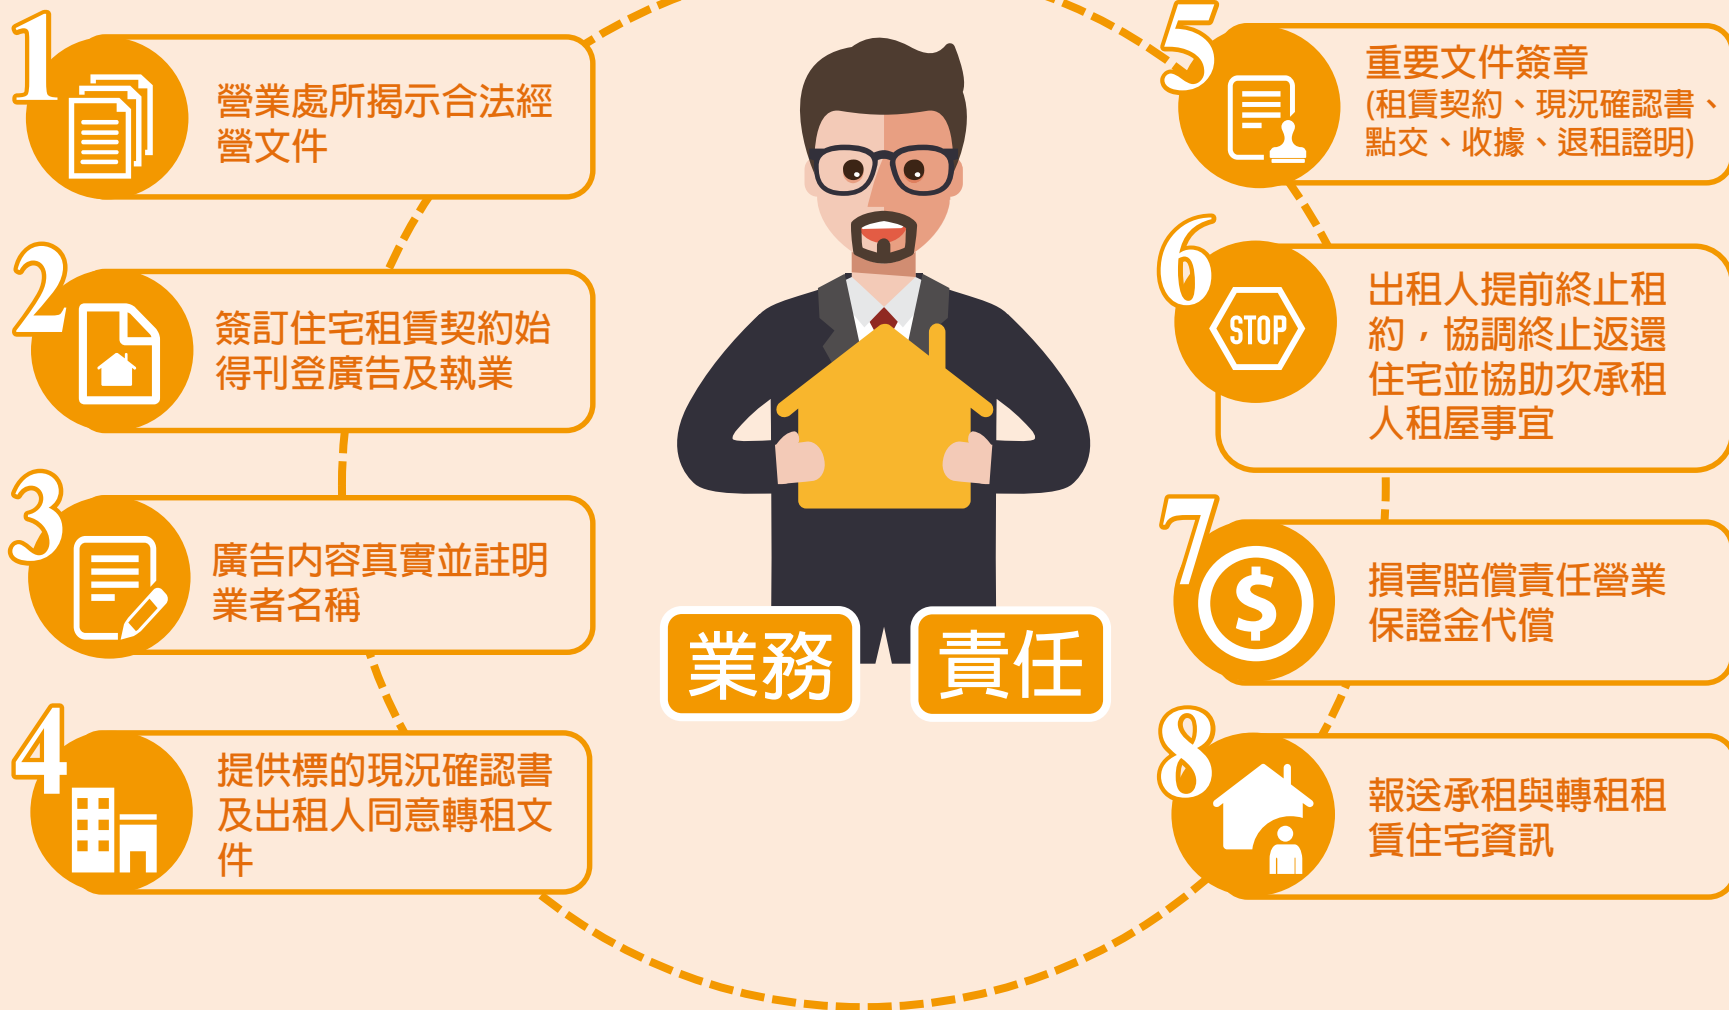 1
營業處所揭示合法經
營文件
2
簽訂住宅租賃契約始
得刊登廣告及執業
3
廣告內容真實並註明
業者名稱
4
提供標的現況確認書
及出租人同意轉租文
件
業務 責任
5
重要文件簽章
(租賃契約、現況確認書、
點交、收據、退租證明)
6
STOP
出租人提前終止租
約，協調終止返還
住宅並協助次承租
人租屋事宜
7
$
損害賠償責任營業
保證金代償
8
報送承租與轉租租
賃住宅資訊